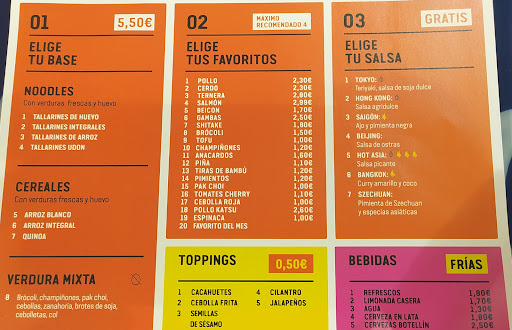 01
5,50€
ELIGE
TU BASE
NOODLES
Con verduras frescas y huevo
1 TALLARINES DE HUEVO
2 TALLARINES INTEGRALES
3 TALLARINES DE ARROZ
4 TALLARINES UDON
CEREALES
Con verduras frescas y huevo
5 ARROZ BLANCO
6 ARROZ INTEGRAL
7 QUINOA
VERDURA MIXTA
8 Brócoli, champiñones, pak choi,
cebollas, zanahoria, brotes de soja,
cebolletas, col
02
MAXIMO
RECOMENDADO 4
ELIGE
TUS FAVORITOS
1 POLLO 2,30€
2 CERDO 2,30€
3 TERNERA 2,80€
4 SALMÓN 2,99€
5 BEICON 1,70€
6 GAMBAS 2,50€
7 SHITAKE 1,80€
8 BRÓCOLI 1,50€
9 TOFU 1,00€
10 CHAMPIÑONES 1,20€
11 ANACARDOS 1,60€
12 PIÑA 1,10€
13 TIRAS DE BAMBÚ 1,20€
14 PIMIENTOS 1,20€
15 PAK CHOI 1,00€
16 TOMATES CHERRY 1,10€
17 CEBOLLA ROJA 1,00€
18 POLLO KATSU 2,60€
19 ESPINACA 1,00€
20 FAVORITO DEL MES
03
GRATIS
ELIGE
TU SALSA
1 TOKYO:
Teriyaki, salsa de soja dulce
2 HONG KONG:
Salsa agridulce
3 SAIGÓN:
Ajo y pimienta negra
4 BEIJING:
Salsa de ostras
5 HOT ASIA:
Salsa picante
6 BANGKOK:
Curry amarillo y coco
7 SZECHUAN:
Pimienta de Szechuan
y especias asiáticas
TOPPINGS
0,50€
1 CACAHUETES
2 CEBOLLA FRITA
3 SEMILLAS
DE SÉSAMO
4 CILANTRO
5 JALAPEÑOS
BEBIDAS
FRÍAS
1 REFRESCOS 1,80€
2 LIMONADA CASERA 1,70€
3 AGUA 1,30€
4 CERVEZA EN LATA 1,80€
5 CERVEZAS BOTELLÍN 2,50€